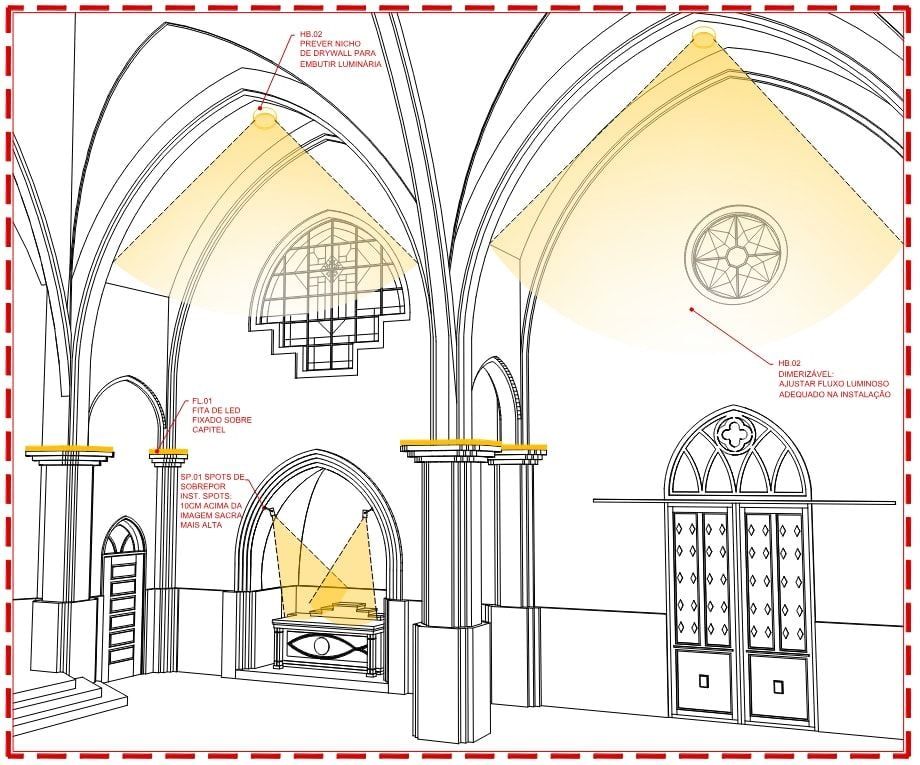 HB.02
PREVER NICHO
DE DRYWALL PARA
EMBUTIR LUMINÁRIA
HB.02
DIMERIZÁVEL:
AJUSTAR FLUXO LUMINOSO
ADEQUADO NA INSTALAÇÃO
FL.01
FITA DE LED
FIXADO SOBRE
CAPITEL
SP.01 SPOTS DE
SOBREPOR
INST. SPOTS:
10CM ACIMA DA
IMAGEM SACRA
MAIS ALTA